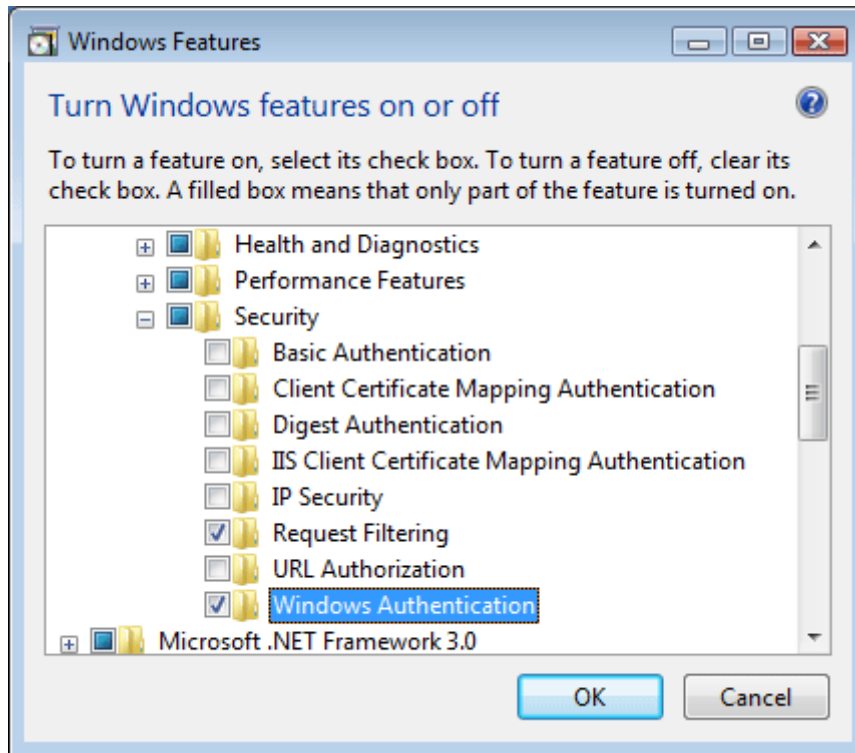 Windows Features
Turn Windows features on or off
To turn a feature on, select its check box. To turn a feature off, clear its
check box. A filled box means that only part of the feature is turned on.
Health and Diagnostics
Performance Features
Security
Basic Authentication
Client Certificate Mapping Authentication
Digest Authentication
IIS Client Certificate Mapping Authentication
IP Security
Request Filtering
URL Authorization
Windows Authentication
Microsoft .NET Framework 3.0
OK
Cancel